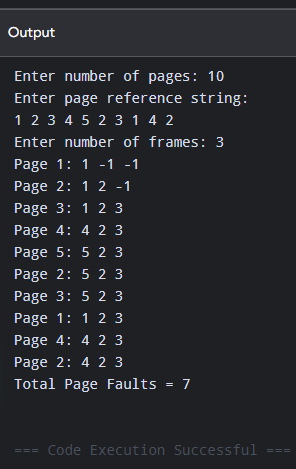 Output
Enter number of pages: 10
Enter page reference string:
1 2 3 4 5 2 3 1 4 2
Enter number of frames: 3
Page 1: 1 -1 -1
Page 2: 1 2 -1
Page 3: 1 2 3
Page 4: 4 2 3
Page 5: 5 2 3
Page 2: 5 2 3
Page 3: 5 2 3
Page 1: 1 2 3
Page 4: 4 2 3
Page 2: 4 2 3
Total Page Faults = 7
=== Code Execution Successful ===